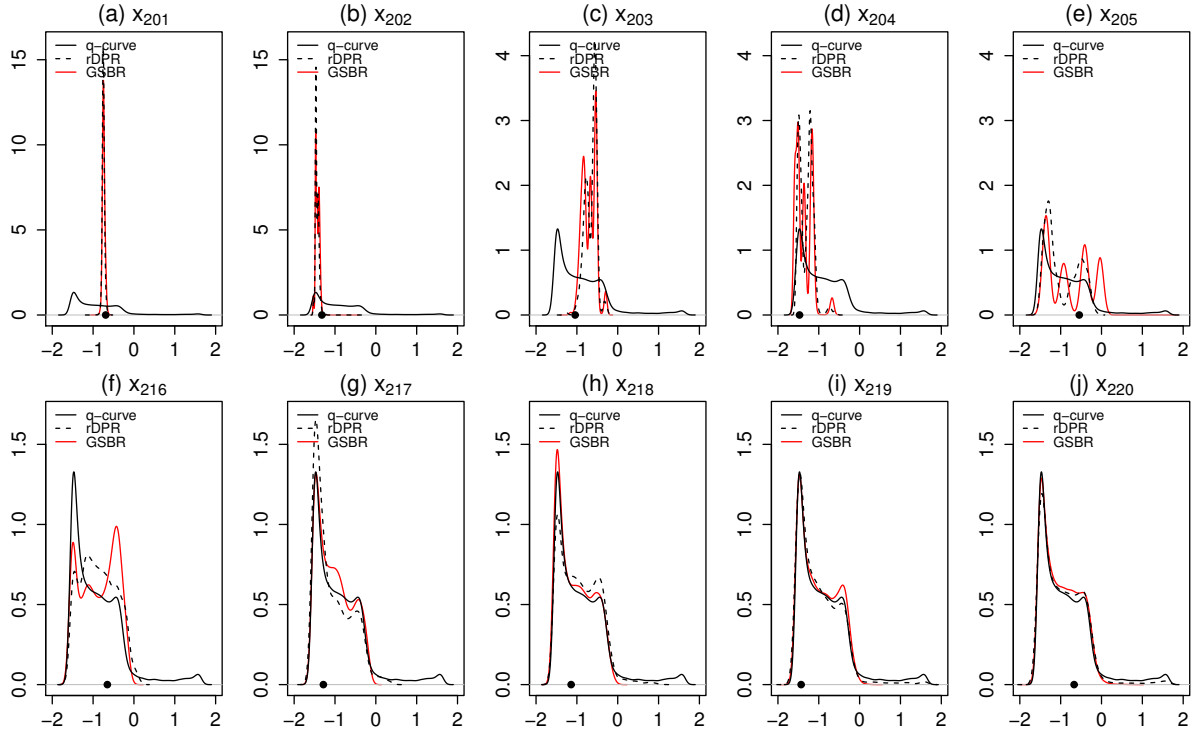 (a) x201 (b) x202 (c) x203 (d) x204 (e) x205
q−curve q−curve q−curve q−curve q−curve
rDPR rDPR rDPR rDPR rDPR
GSBR GSBR GSBR GSBR GSBR
15 15 4 4 4
10 10 3 3 3
2 2 2
5 5 1 1 1
0 0 0 0 0
−2 −1 0 1 2 −2 −1 0 1 2 −2 −1 0 1 2 −2 −1 0 1 2 −2 −1 0 1 2
(f) x216 (g) x217 (h) x218 (i) x219 (j) x220
q−curve q−curve q−curve q−curve q−curve
rDPR rDPR rDPR rDPR rDPR
GSBR GSBR GSBR GSBR GSBR
1.5 1.5 1.5 1.5 1.5
1.0 1.0 1.0 1.0 1.0
0.5 0.5 0.5 0.5 0.5
0.0 0.0 0.0 0.0 0.0
−2 −1 0 1 2 −2 −1 0 1 2 −2 −1 0 1 2 −2 −1 0 1 2 −2 −1 0 1 2